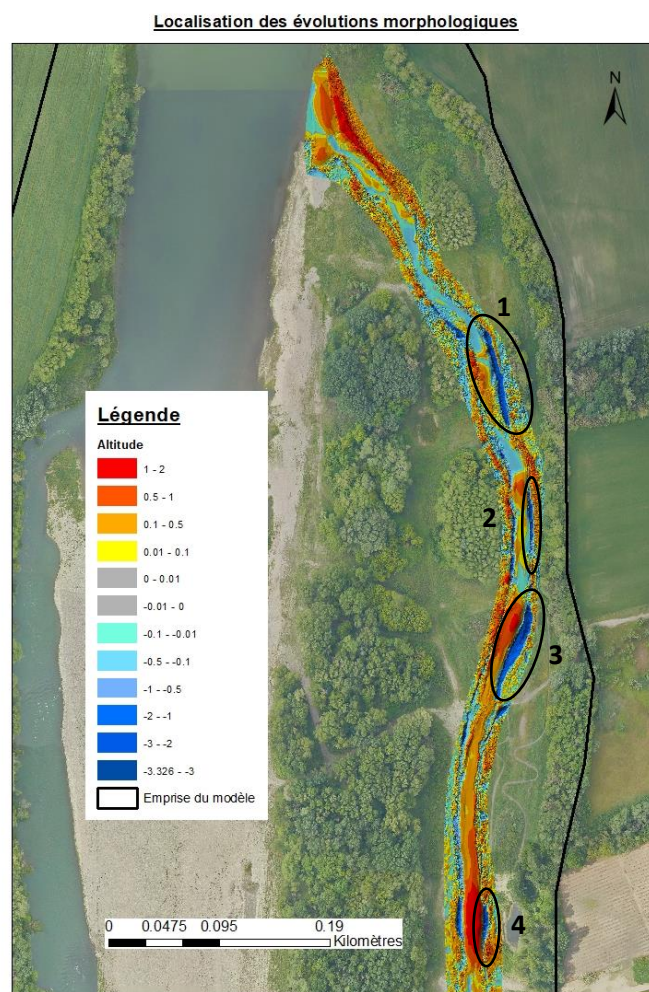 Localisation des évolutions morphologiques
N
1
2
3
4
Légende
Altitude
1 - 2
0.5 - 1
0.1 - 0.5
0.01 - 0.1
0 - 0.01
-0.01 - 0
-0.1 - -0.01
-0.5 - -0.1
-1 - -0.5
-2 - -1
-3 - -2
-3.326 - -3
Emprise du modèle
0 0.0475 0.095 0.19
Kilomètres